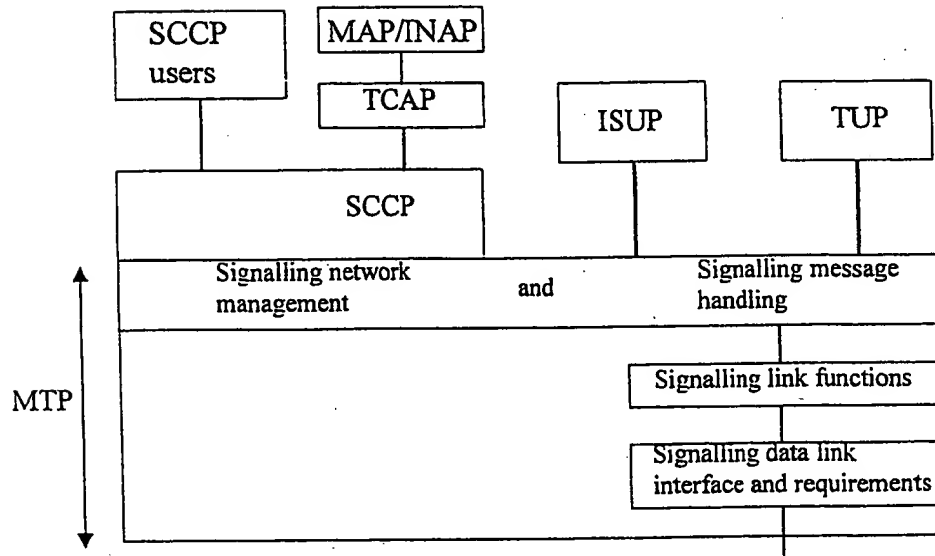 SCCP
users
MAP/INAP
TCAP
ISUP
TUP
SCCP
Signalling network
management
and
Signalling message
handling
MTP
Signalling link functions
Signalling data link
interface and requirements